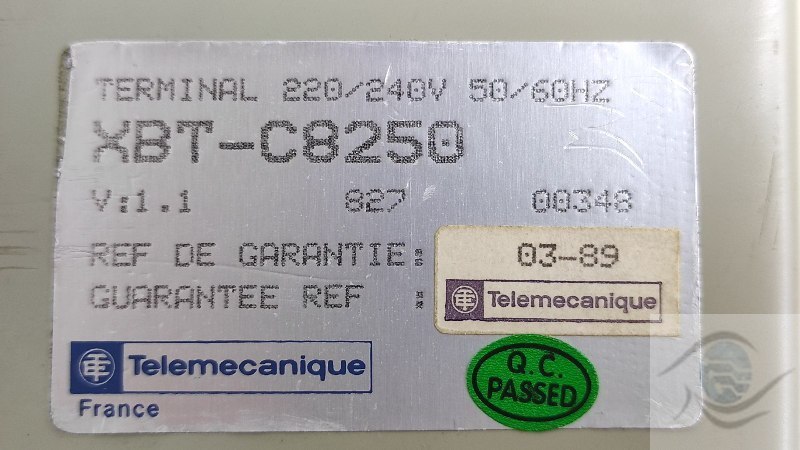 TERMINAL 220/240V 50/60HZ
XBT-C8250
V:1.1 827 00348
REF DE GARANTIE: 03-89
GUARANTEE REF : Telemecanique
Telemecanique
France
Q.C.
PASSED